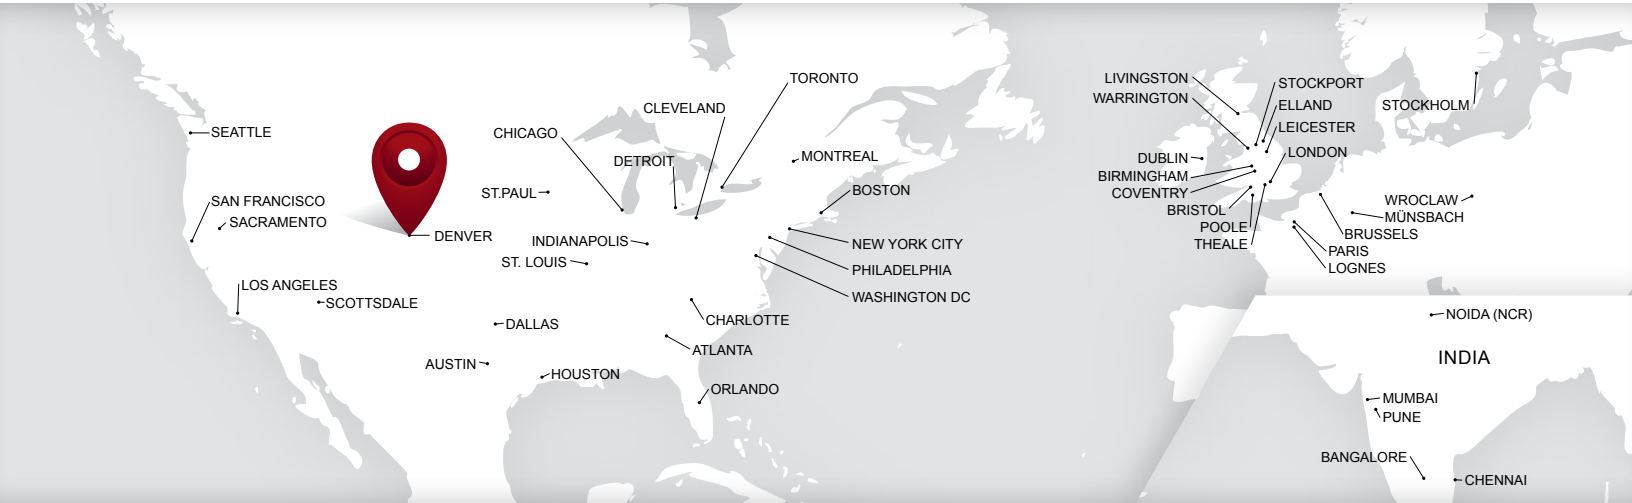 SEATTLE
SAN FRANCISCO
SACRAMENTO
LOS ANGELES
SCOTTSDALE
DENVER
ST.PAUL
CHICAGO
DETROIT
CLEVELAND
TORONTO
MONTREAL
BOSTON
INDIANAPOLIS
ST. LOUIS
NEW YORK CITY
PHILADELPHIA
WASHINGTON DC
CHARLOTTE
ATLANTA
DALLAS
AUSTIN
HOUSTON
ORLANDO
LIVINGSTON
WARRINGTON
STOCKPORT
ELLAND
LEICESTER
LONDON
STOCKHOLM
DUBLIN
BIRMINGHAM
COVENTRY
BRISTOL
POOLE
THEALE
WROCLAW
MÜNSBACH
BRUSSELS
PARIS
LOGNES
NOIDA (NCR)
INDIA
MUMBAI
PUNE
BANGALORE
CHENNAI